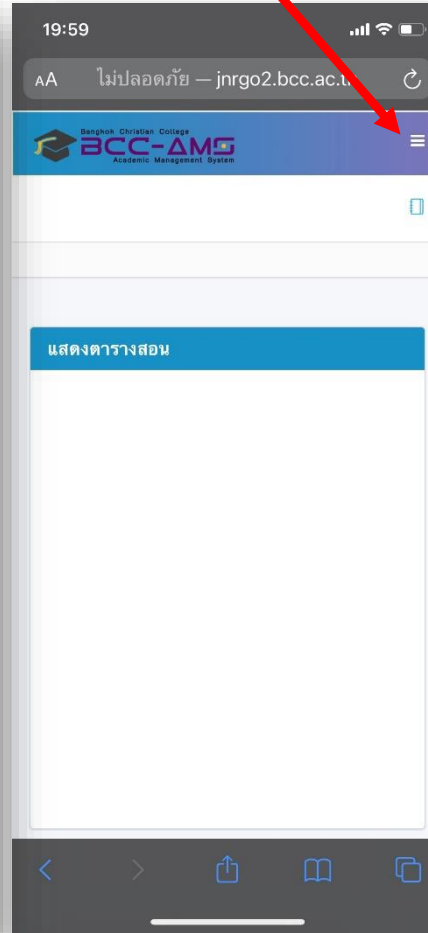 19:59
AA ไม่ปลอดภัย — jnrgo2.bcc.ac.t
Bangkok Christian College
BCC-AMS
Academic Management System
แสดงตารางสอน